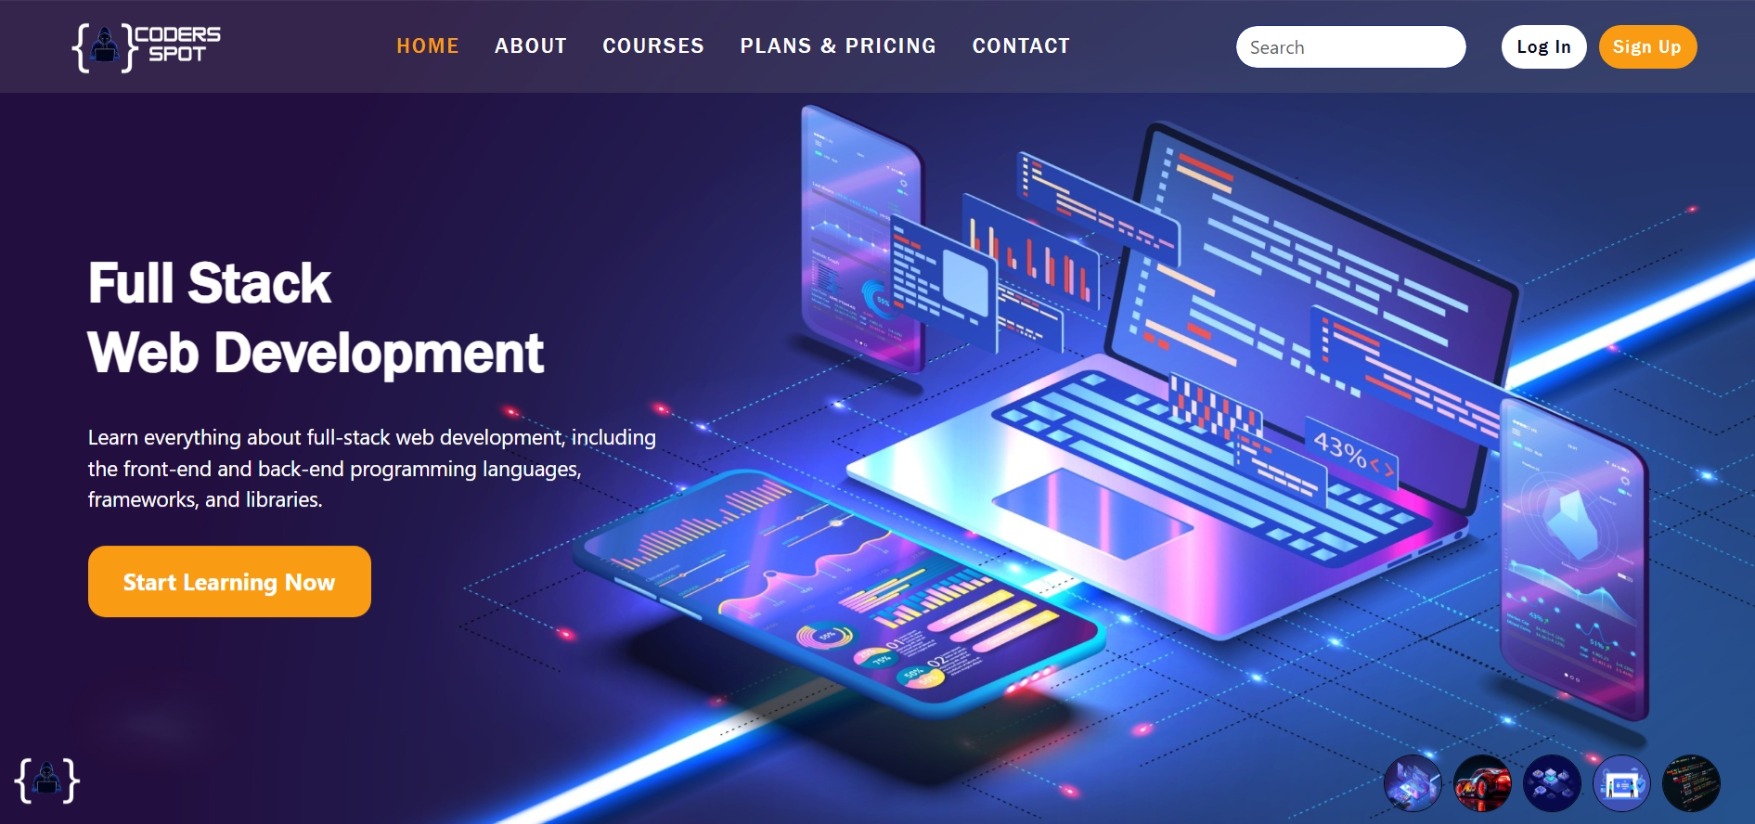 CODERS
SPOT
HOME ABOUT COURSES PLANS & PRICING CONTACT
Search
Log In
Sign Up
Full Stack
Web Development
Learn everything about full-stack web development, including
the front-end and back-end programming languages,
frameworks, and libraries.
Start Learning Now
43%<>